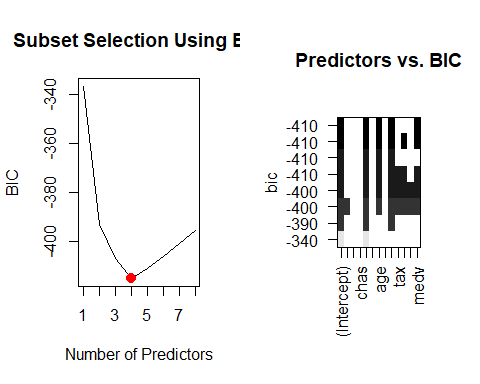 Subset Selection Using E
BIC
-340
-360
-380
-400
1
3
5
7
Number of Predictors
Predictors vs. BIC
bic
-410
-410
-410
-410
-400
-400
-390
-340
(Intercept)
chas
age
tax
medv